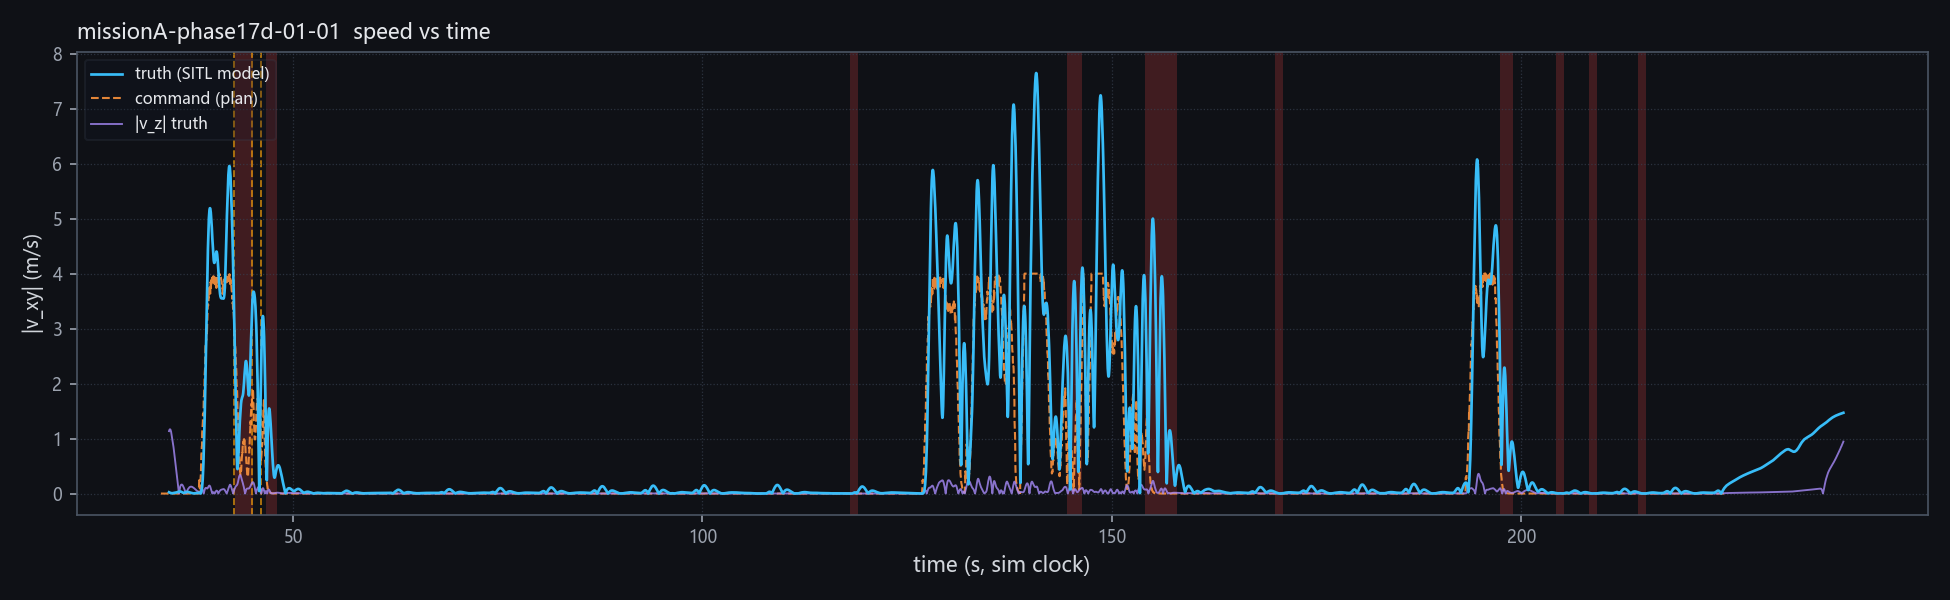 missionA-phase17d-01-01  speed vs time
truth (SITL model)
command (plan)
|v_z| truth
|v_xy| (m/s)
8
7
6
5
4
3
2
1
0
50
100
150
200
time (s, sim clock)